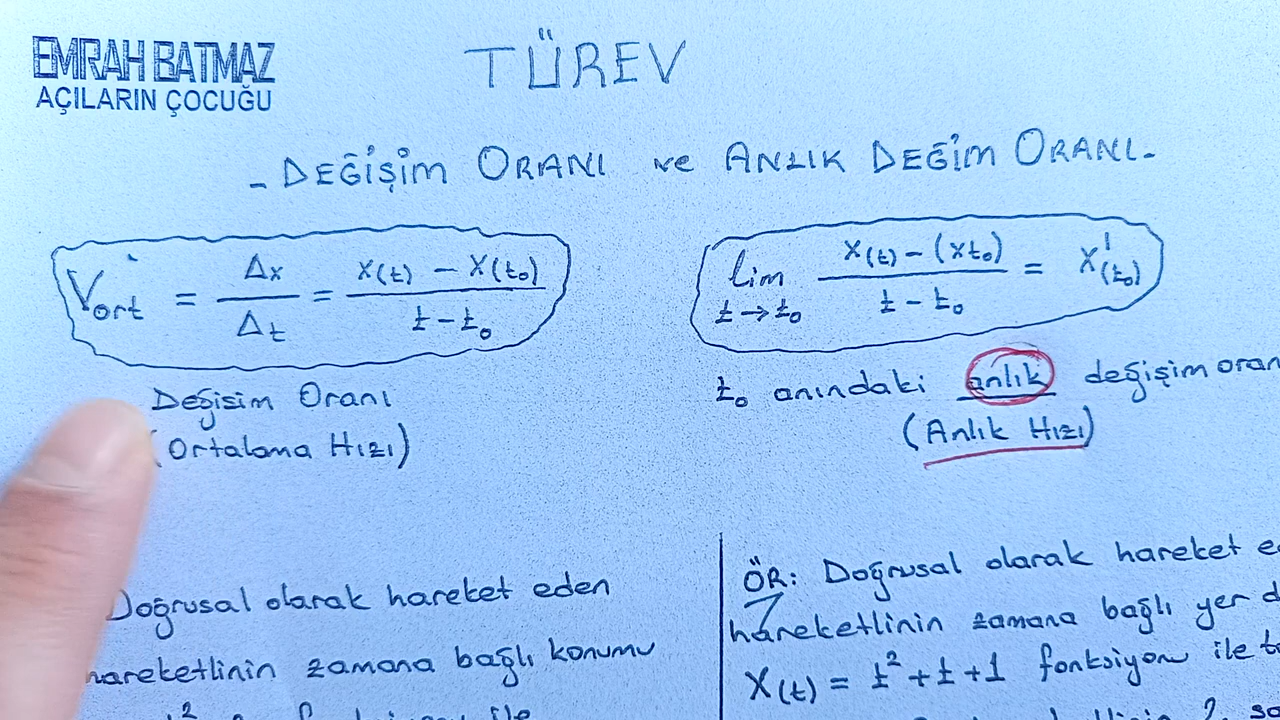 EMRAH BATMAZ
AÇILARIN ÇOCUĞU
TÜREV
- DEĞİŞİM ORANI ve ANLIK DEĞİM ORANI -
Vort = Δx / Δt = X(t) - X(t₀) / t - t₀
Değişim Oranı
(Ortalama Hızı)
lim t→t₀ X(t) - (Xt₀) / t - t₀ = X'(t₀)
t₀ anındaki anlık değişim oran
(Anlık Hızı)
Doğrusal olarak hareket eden
hareketlinin zamana bağlı konumu
ile
ÖR: Doğrusal olarak hareket
hareketlinin zamana bağlı yer
X(t) = t² + t + 1 fonksiyonu ile